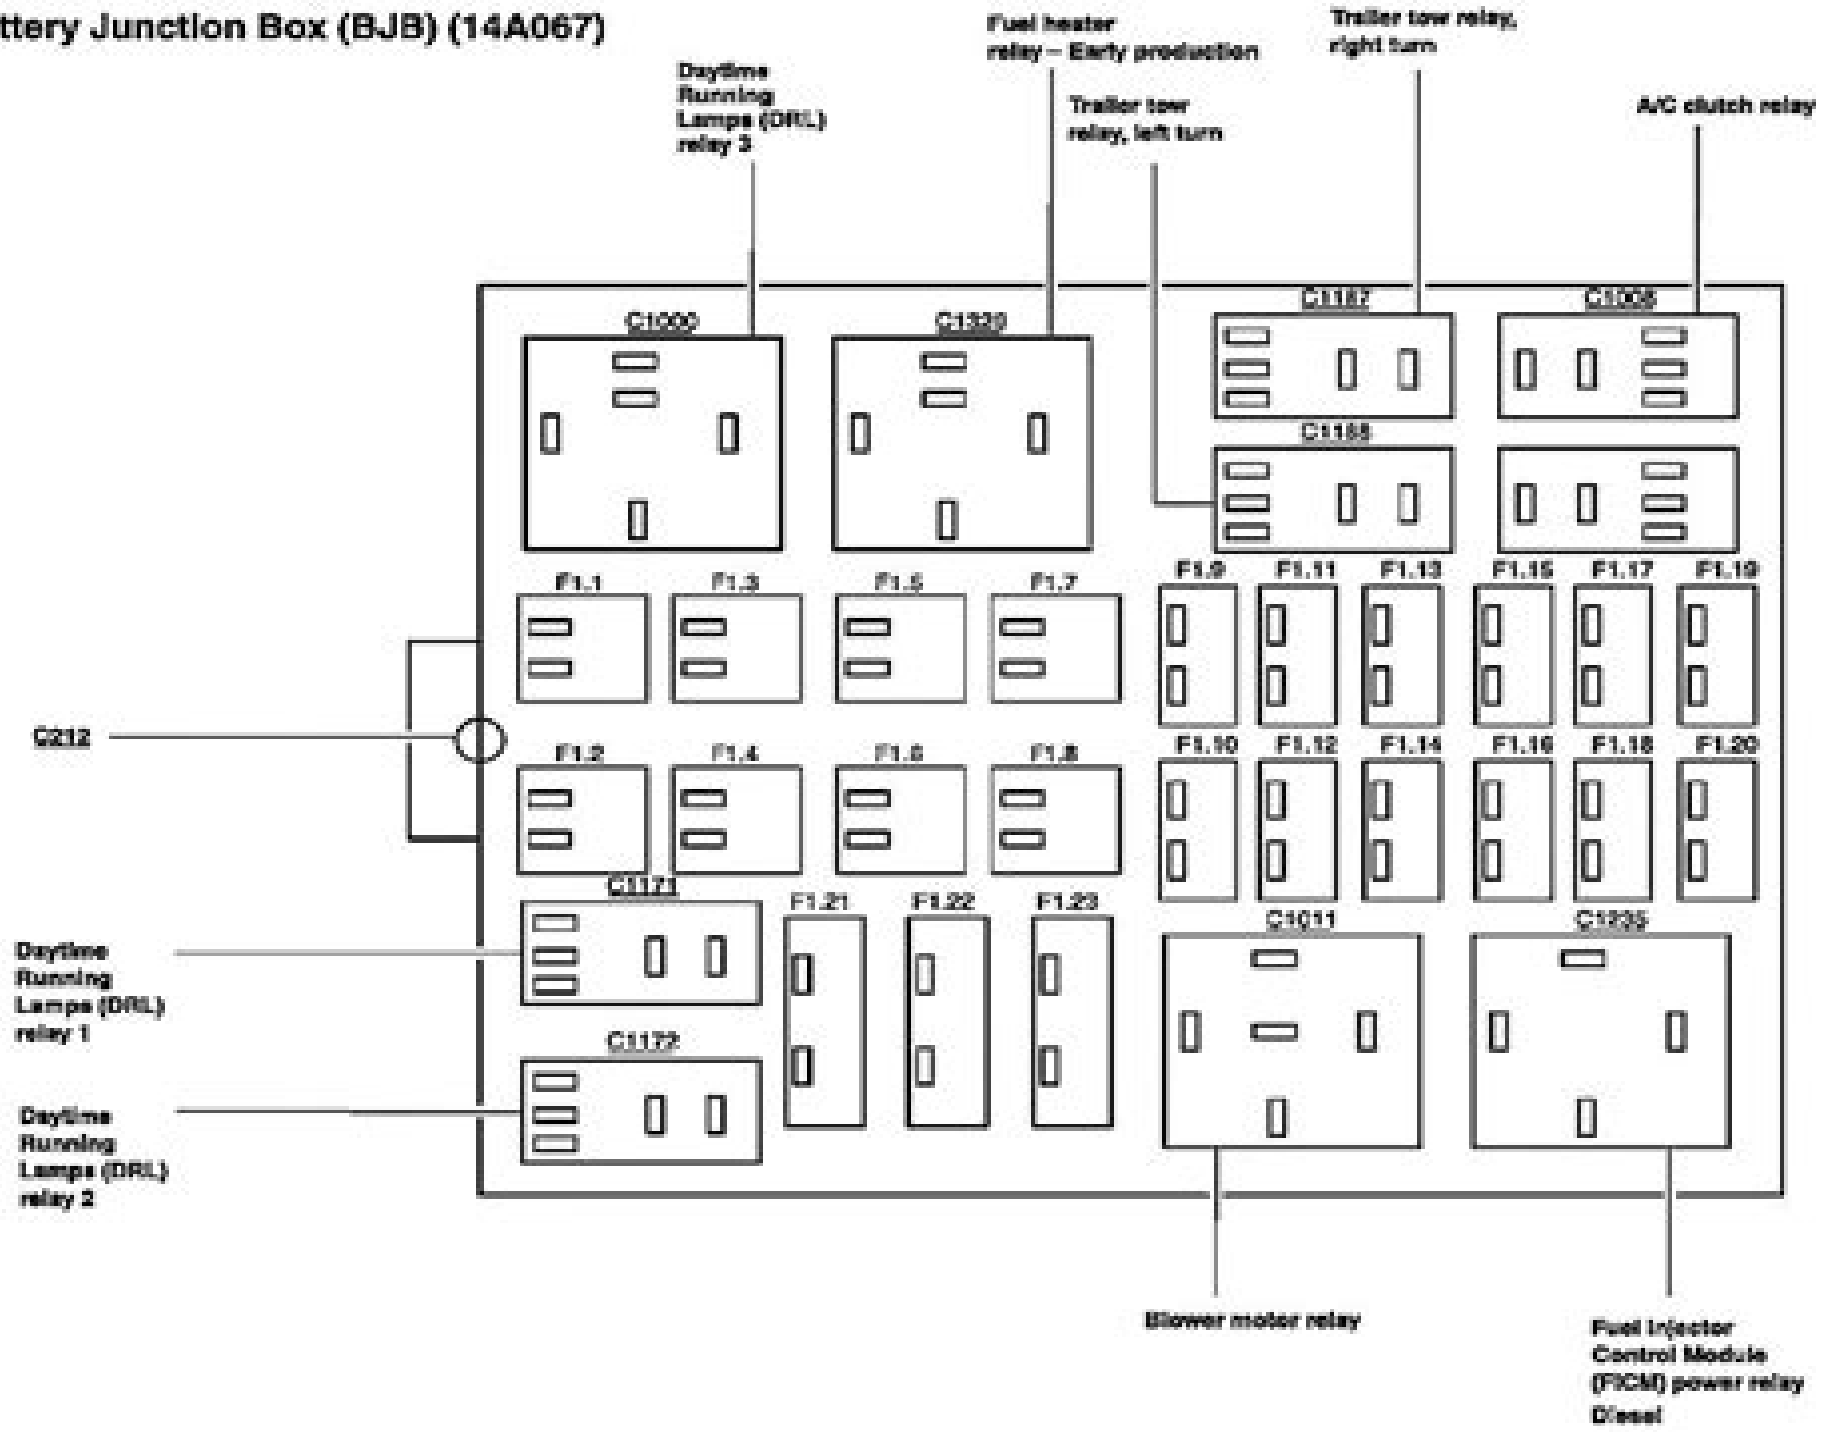 ttery Junction Box (BJB) (14A067)
Fuel heater
relay – Early production
Trailer tow relay,
right turn
Daytime
Running
Lamps (DRL)
relay 3
Trailer tow
relay, left turn
A/C clutch relay
C1000
C1320
C1187
C1008
C1188
F1.1
F1.3
F1.5
F1.7
F1.9
F1.11
F1.13
F1.15
F1.17
F1.19
C212
F1.2
F1.4
F1.6
F1.8
F1.10
F1.12
F1.14
F1.16
F1.18
F1.20
C1171
F1.21
F1.22
F1.23
C1011
C1235
Daytime
Running
Lamps (DRL)
relay 1
C1172
Daytime
Running
Lamps (DRL)
relay 2
Blower motor relay
Fuel Injector
Control Module
(FICM) power relay
Diesel